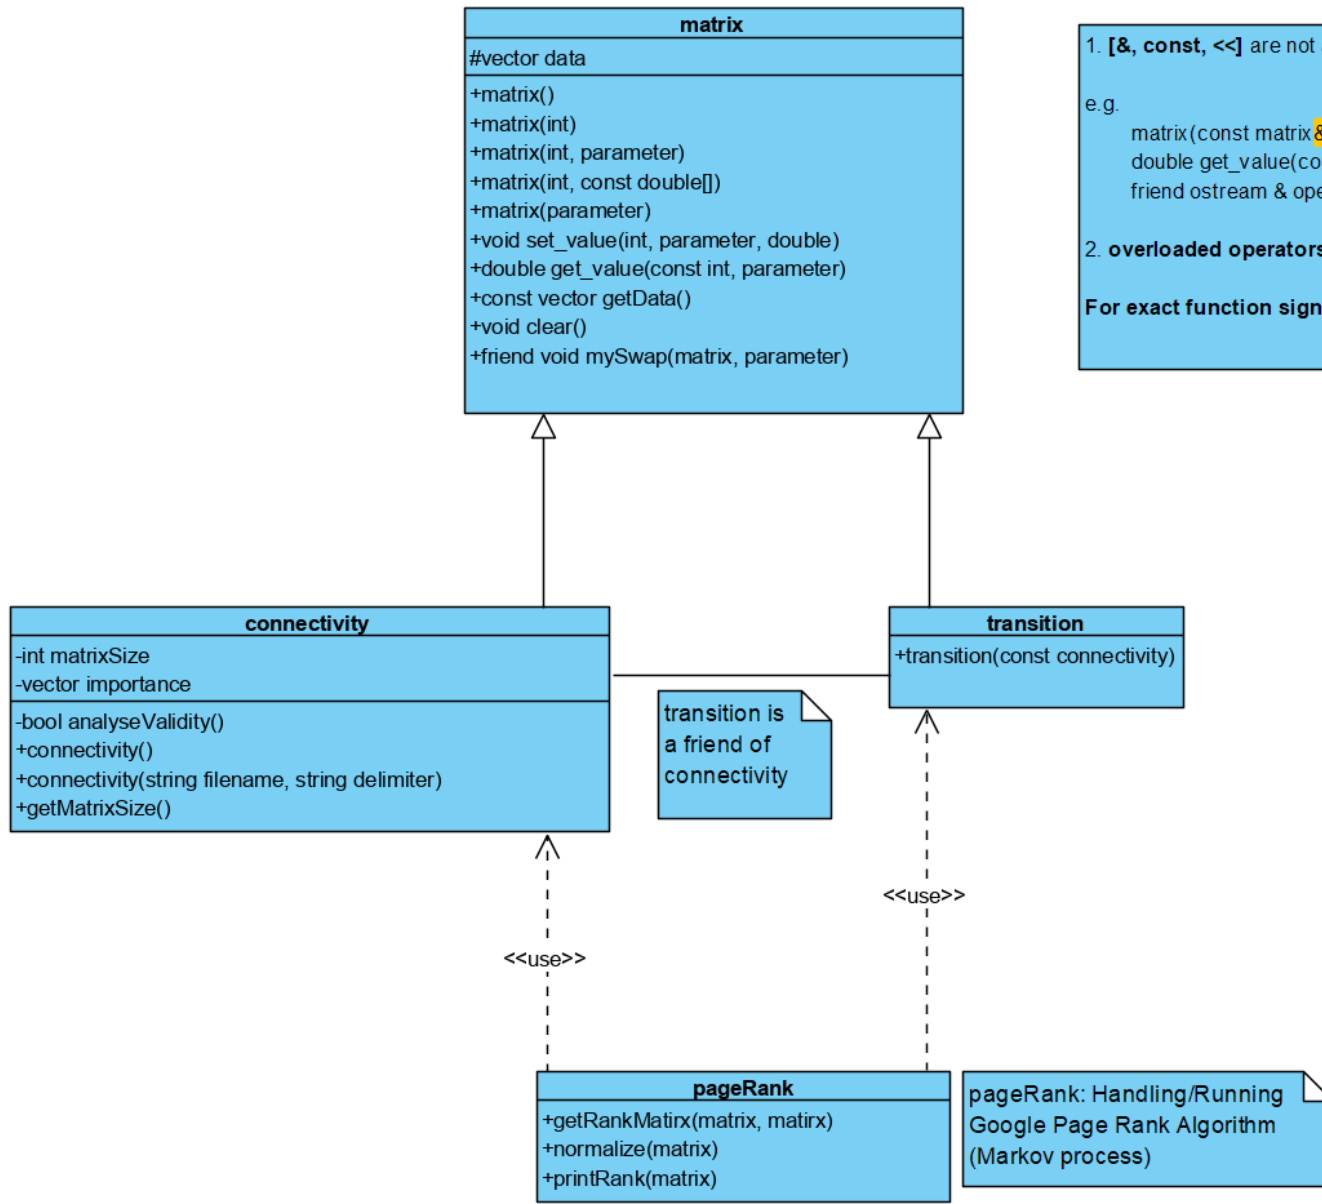 matrix
#vector data
+matrix()
+matrix(int)
+matrix(int, parameter)
+matrix(int, const double[])
+matrix(parameter)
+void set_value(int, parameter, double)
+double get_value(const int, parameter)
+const vector getData()
+void clear()
+friend void mySwap(matrix, parameter)
1. [&, const, <<] are not
e.g.
matrix(const matrix&
double get_value(co
friend ostream & ope
2. overloaded operators
For exact function sign
connectivity
-int matrixSize
-vector importance
-bool analyseValidity()
+connectivity()
+connectivity(string filename, string delimiter)
+getMatrixSize()
transition is
a friend of
connectivity
transition
+transition(const connectivity)
<<use>>
<<use>>
pageRank
+getRankMatirx(matrix, matirx)
+normalize(matrix)
+printRank(matrix)
pageRank: Handling/Running
Google Page Rank Algorithm
(Markov process)